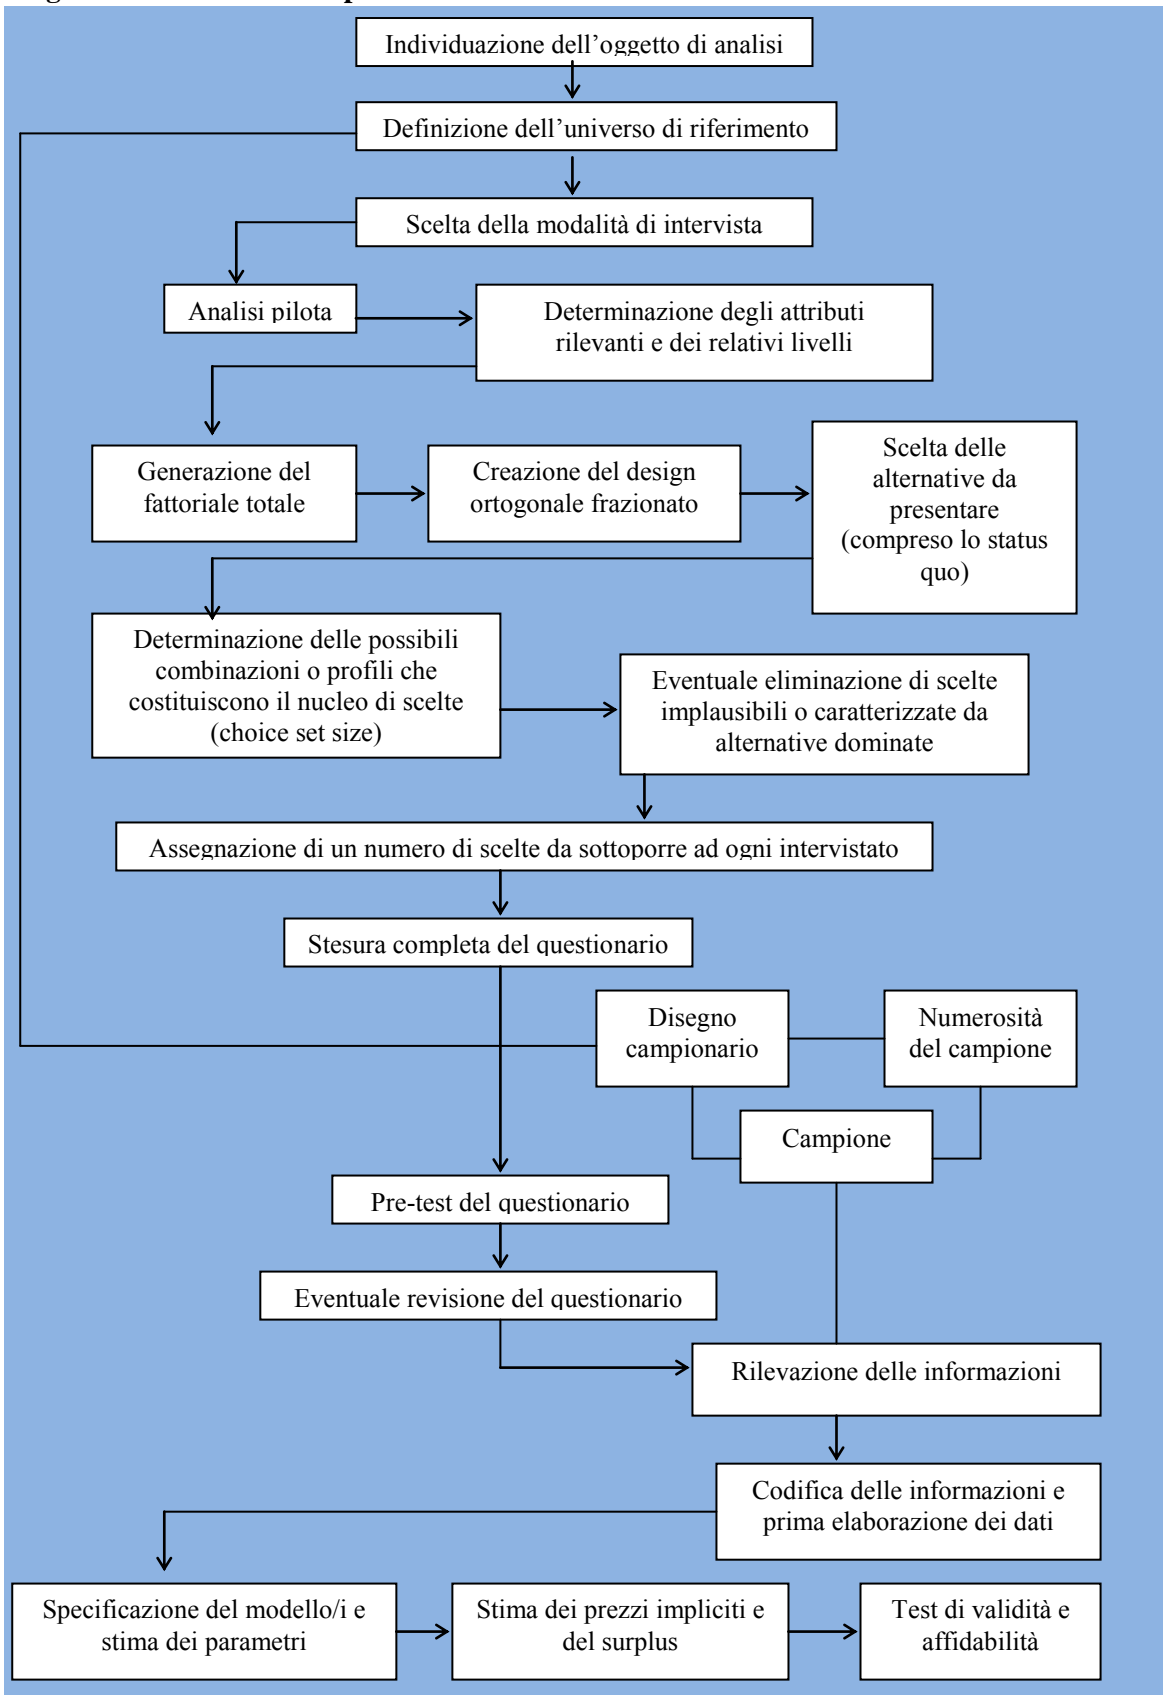 Individuazione dell’oggetto di analisi
Definizione dell’universo di riferimento
Scelta della modalità di intervista
Analisi pilota
Determinazione degli attributi
rilevanti e dei relativi livelli
Generazione del
fattoriale totale
Creazione del design
ortogonale frazionato
Scelta delle
alternative da
presentare
(compreso lo status
quo)
Determinazione delle possibili
combinazioni o profili che
costituiscono il nucleo di scelte
(choice set size)
Eventuale eliminazione di scelte
implausibili o caratterizzate da
alternative dominate
Assegnazione di un numero di scelte da sottoporre ad ogni intervistato
Stesura completa del questionario
Disegno
campionario
Numerosità
del campione
Campione
Pre-test del questionario
Eventuale revisione del questionario
Rilevazione delle informazioni
Codifica delle informazioni e
prima elaborazione dei dati
Specificazione del modello/i e
stima dei parametri
Stima dei prezzi impliciti e
del surplus
Test di validità e
affidabilità